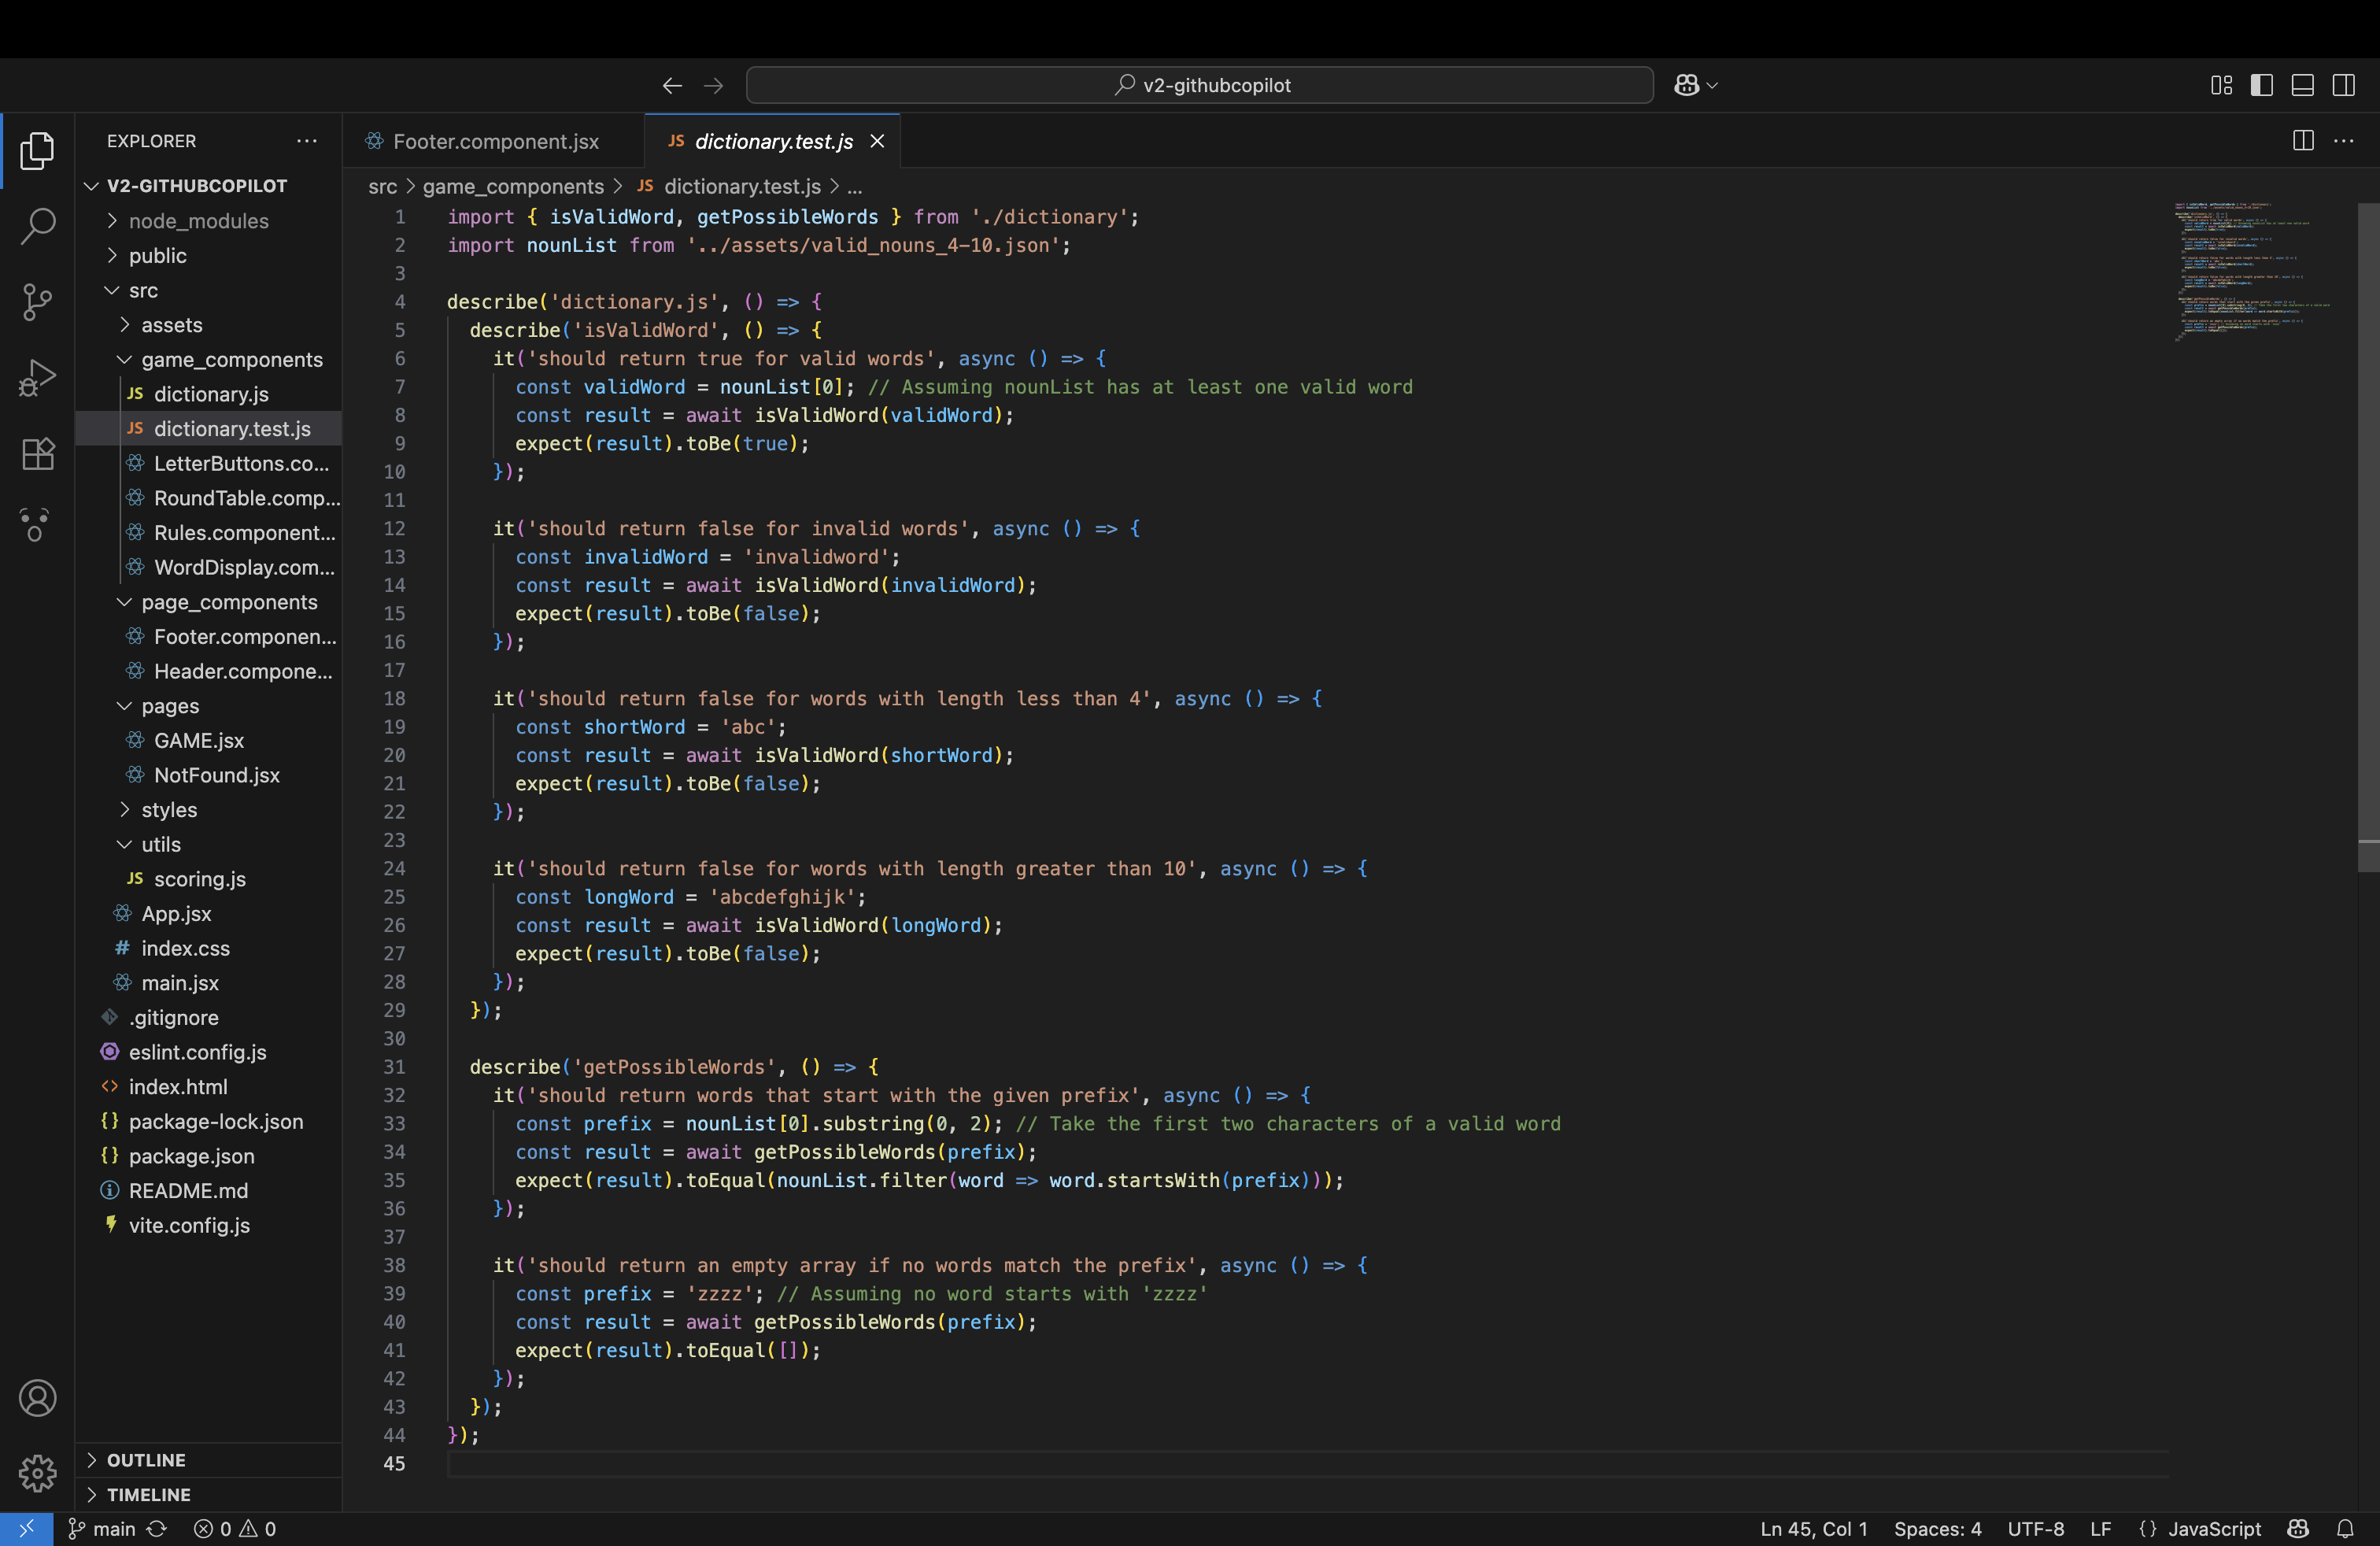 v2-githubcopilot
EXPLORER
V2-GITHUBCOPILOT
node_modules
public
src
assets
game_components
JS dictionary.js
JS dictionary.test.js
LetterButtons.co...
RoundTable.comp...
Rules.component...
WordDisplay.com...
page_components
Footer.componen...
Header.compone...
pages
GAME.jsx
NotFound.jsx
styles
utils
JS scoring.js
App.jsx
# index.css
main.jsx
.gitignore
eslint.config.js
<> index.html
{} package-lock.json
{} package.json
README.md
vite.config.js
OUTLINE
TIMELINE
Footer.component.jsx
JS dictionary.test.js
src > game_components > JS dictionary.test.js > ...
1 import { isValidWord, getPossibleWords } from './dictionary';
2 import nounList from '../assets/valid_nouns_4-10.json';
3
4 describe('dictionary.js', () => {
5 describe('isValidWord', () => {
6 it('should return true for valid words', async () => {
7 const validWord = nounList[0]; // Assuming nounList has at least one valid word
8 const result = await isValidWord(validWord);
9 expect(result).toBe(true);
10 });
11
12 it('should return false for invalid words', async () => {
13 const invalidWord = 'invalidword';
14 const result = await isValidWord(invalidWord);
15 expect(result).toBe(false);
16 });
17
18 it('should return false for words with length less than 4', async () => {
19 const shortWord = 'abc';
20 const result = await isValidWord(shortWord);
21 expect(result).toBe(false);
22 });
23
24 it('should return false for words with length greater than 10', async () => {
25 const longWord = 'abcdefghijk';
26 const result = await isValidWord(longWord);
27 expect(result).toBe(false);
28 });
29 });
30
31 describe('getPossibleWords', () => {
32 it('should return words that start with the given prefix', async () => {
33 const prefix = nounList[0].substring(0, 2); // Take the first two characters of a valid word
34 const result = await getPossibleWords(prefix);
35 expect(result).toEqual(nounList.filter(word => word.startsWith(prefix)));
36 });
37
38 it('should return an empty array if no words match the prefix', async () => {
39 const prefix = 'zzzz'; // Assuming no word starts with 'zzzz'
40 const result = await getPossibleWords(prefix);
41 expect(result).toEqual([]);
42 });
43 });
44 });
45
main 0 0 Ln 45, Col 1 Spaces: 4 UTF-8 LF {} JavaScript